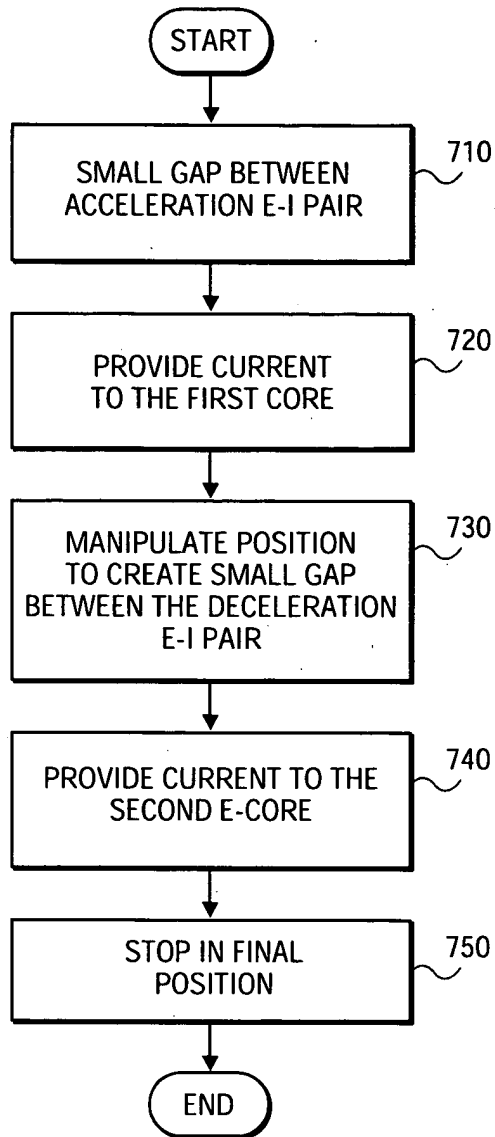 START
SMALL GAP BETWEEN
ACCELERATION E-I PAIR
710
PROVIDE CURRENT
TO THE FIRST CORE
720
MANIPULATE POSITION
TO CREATE SMALL GAP
BETWEEN THE DECELERATION
E-I PAIR
730
PROVIDE CURRENT TO THE
SECOND E-CORE
740
STOP IN FINAL
POSITION
750
END